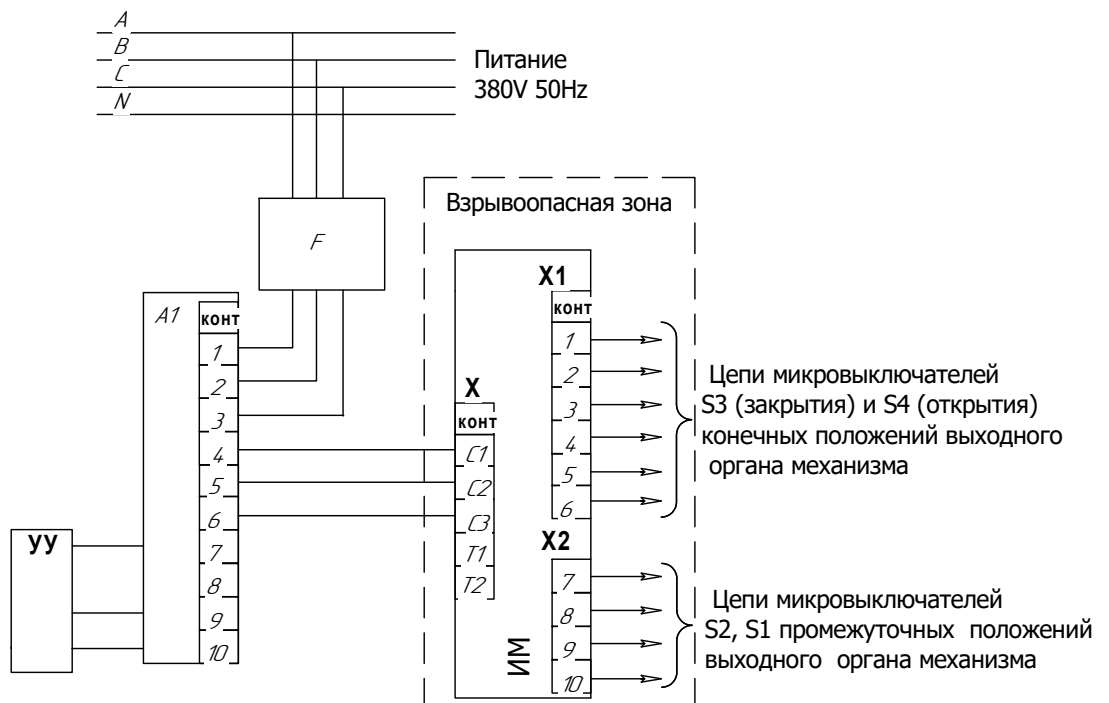 A
B
C
N
Питание
380V 50Hz
F
Взрывоопасная зона
A1
конт
1
2
3
4
5
6
7
8
9
10
УУ
X
конт
C1
C2
C3
T1
T2
ИМ
X1
конт
1
2
3
4
5
6
X2
7
8
9
10
Цепи микровыключателей
S3 (закрытия) и S4 (открытия)
конечных положений выходного
органа механизма
Цепи микровыключателей
S2, S1 промежуточных положений
выходного органа механизма